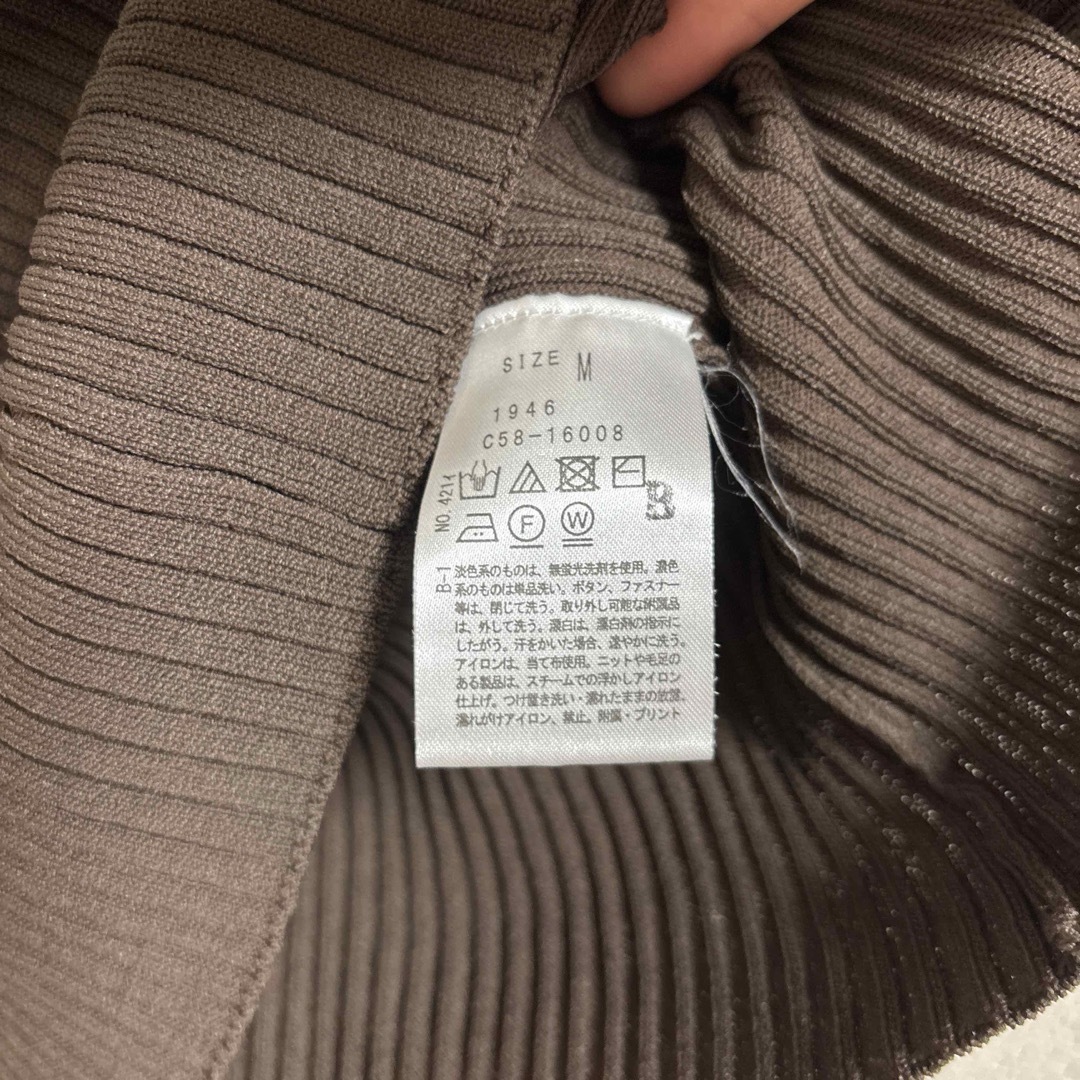 SIZE M
1946
C58-16008
NO.4214
B
F
W
B-1
淡色系のものは、無蛍光洗剤を使用。濃色
系のものは単品洗い。ボタン、ファスナー
等は、閉じて洗う。取り外し可能な附属品
は、外して洗う。漂白は、漂白剤の指示に
したがう。汗をかいた場合、速やかに洗う。
アイロンは、当て布使用。ニットや毛足の
ある製品は、スチームでの浮かしアイロン
仕上げ。つけ置き洗い・濡れたままの放置、
濡れがけアイロン、禁止。附属・プリント